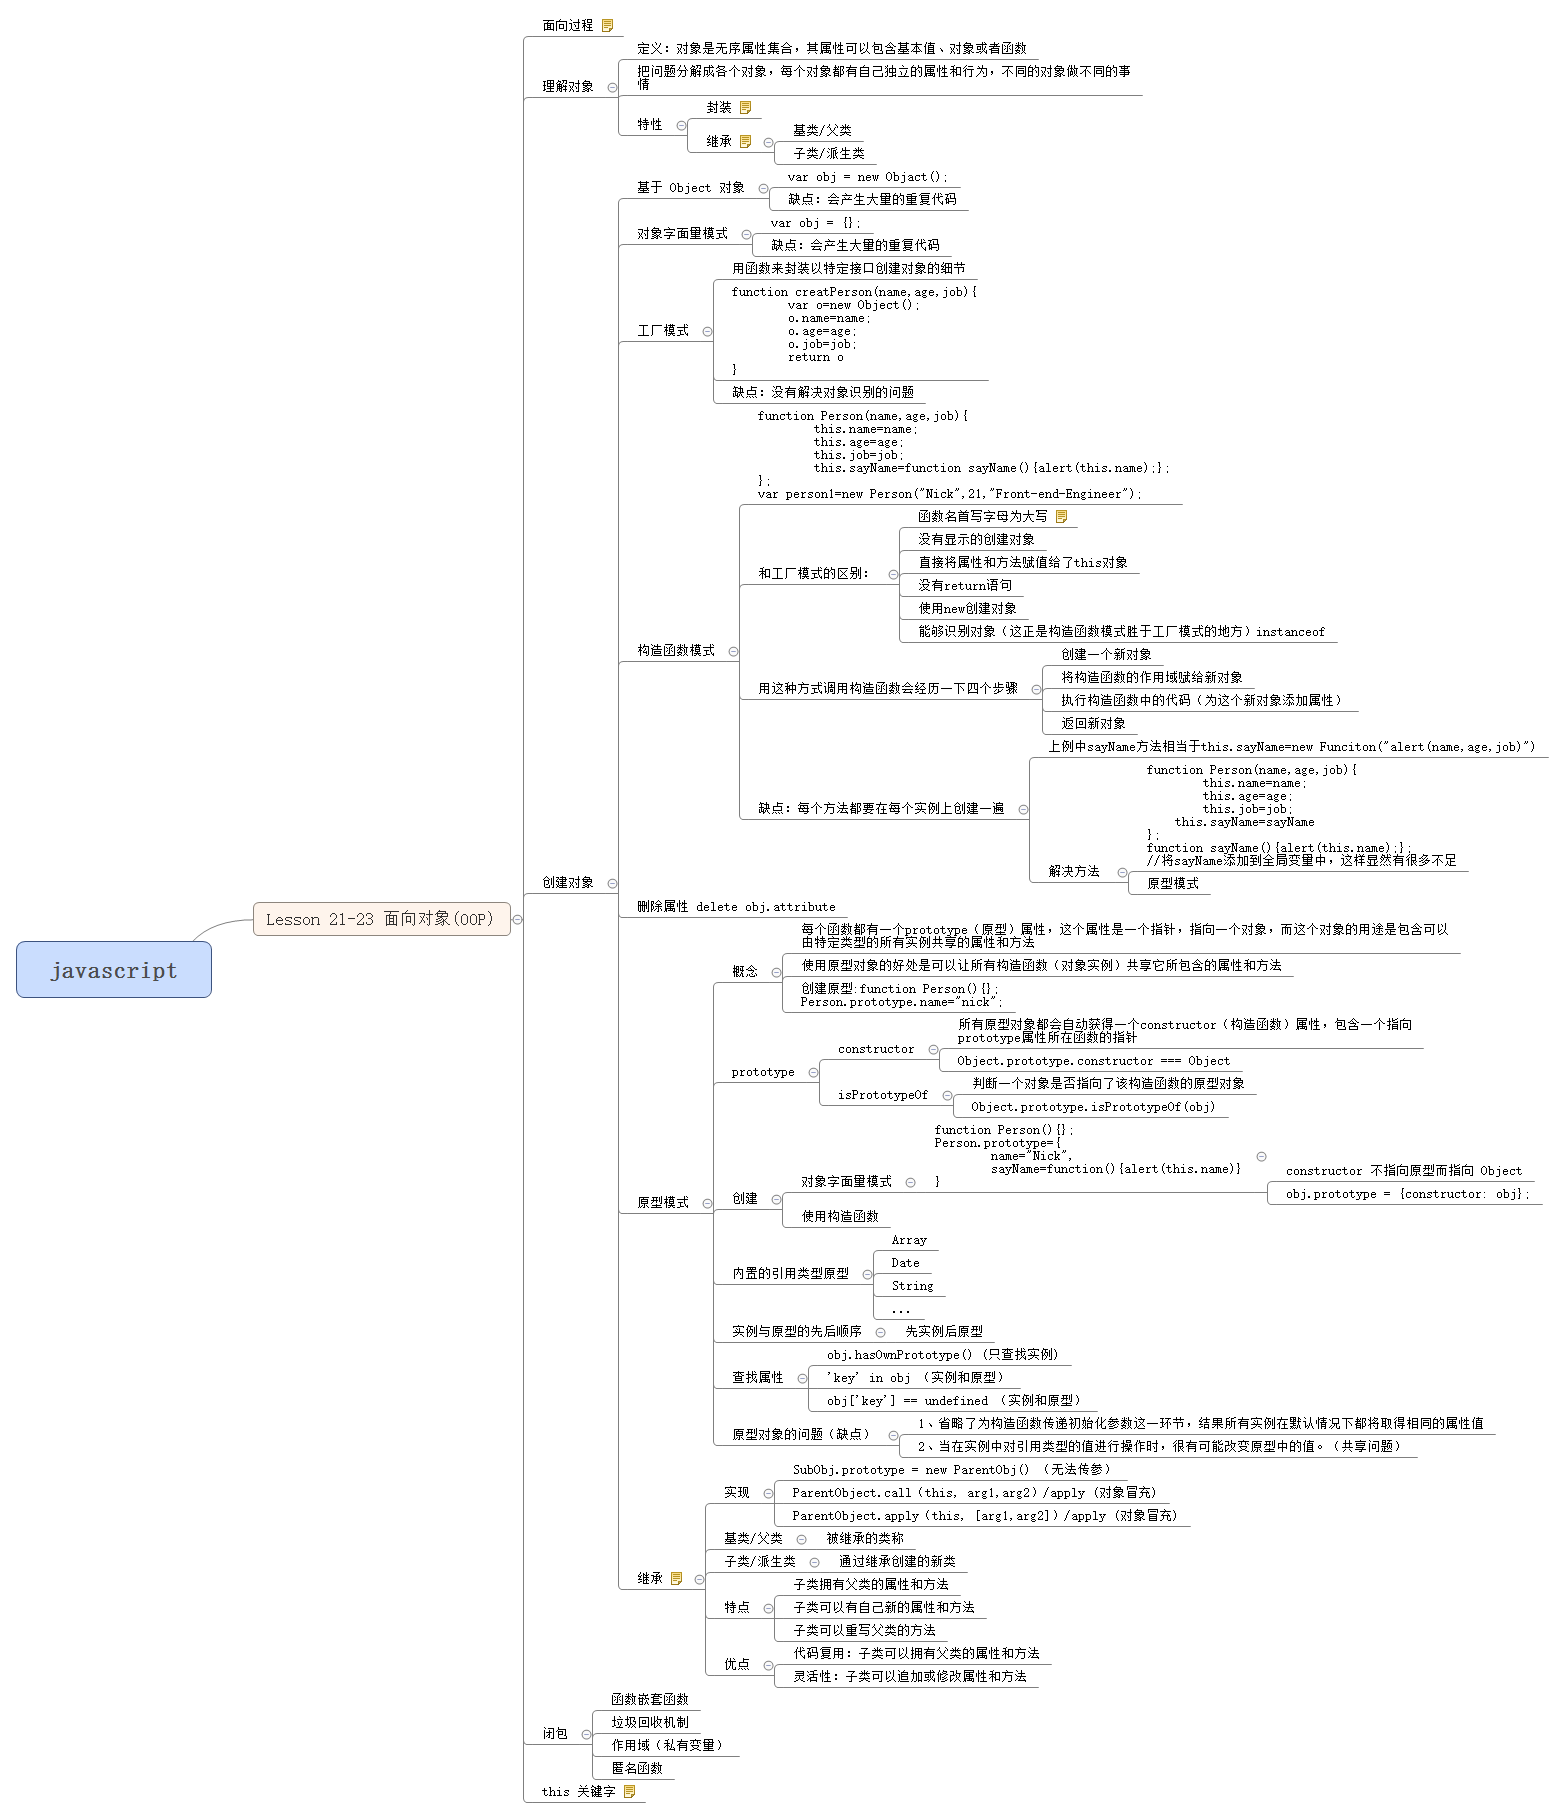 javascript
Lesson 21-23 面向对象(OOP)
面向过程
理解对象
定义：对象是无序属性集合，其属性可以包含基本值、对象或者函数
把问题分解成各个对象，每个对象都有自己独立的属性和行为，不同的对象做不同的事
情
特性
封装
继承
基类/父类
子类/派生类
创建对象
基于 Object 对象
var obj = new Objact();
缺点：会产生大量的重复代码
对象字面量模式
var obj = {};
缺点：会产生大量的重复代码
工厂模式
用函数来封装以特定接口创建对象的细节
function creatPerson(name,age,job){
var o=new Object();
o.name=name;
o.age=age;
o.job=job;
return o
}
缺点：没有解决对象识别的问题
构造函数模式
function Person(name,age,job){
this.name=name;
this.age=age;
this.job=job;
this.sayName=function sayName(){alert(this.name);};
};
var person1=new Person("Nick",21,"Front-end-Engineer");
和工厂模式的区别：
函数名首写字母为大写
没有显示的创建对象
直接将属性和方法赋值给了this对象
没有return语句
使用new创建对象
能够识别对象（这正是构造函数模式胜于工厂模式的地方）instanceof
用这种方式调用构造函数会经历一下四个步骤
创建一个新对象
将构造函数的作用域赋给新对象
执行构造函数中的代码（为这个新对象添加属性）
返回新对象
缺点：每个方法都要在每个实例上创建一遍
上例中sayName方法相当于this.sayName=new Funciton("alert(name,age,job)")
解决方法
function Person(name,age,job){
this.name=name;
this.age=age;
this.job=job;
this.sayName=sayName
};
function sayName(){alert(this.name);};
//将sayName添加到全局变量中，这样显然有很多不足
原型模式
删除属性 delete obj.attribute
原型模式
概念
每个函数都有一个prototype（原型）属性，这个属性是一个指针，指向一个对象，而这个对象的用途是包含可以
由特定类型的所有实例共享的属性和方法
使用原型对象的好处是可以让所有构造函数（对象实例）共享它所包含的属性和方法
创建原型:function Person(){};
Person.prototype.name="nick";
prototype
constructor
所有原型对象都会自动获得一个constructor（构造函数）属性，包含一个指向
prototype属性所在函数的指针
Object.prototype.constructor === Object
isPrototypeOf
判断一个对象是否指向了该构造函数的原型对象
Object.prototype.isPrototypeOf(obj)
创建
对象字面量模式
function Person(){};
Person.prototype={
name="Nick",
sayName=function(){alert(this.name)}
}
constructor 不指向原型而指向 Object
obj.prototype = {constructor: obj};
使用构造函数
内置的引用类型原型
Array
Date
String
...
实例与原型的先后顺序
先实例后原型
查找属性
obj.hasOwnPrototype() (只查找实例)
'key' in obj （实例和原型）
obj['key'] == undefined （实例和原型）
原型对象的问题（缺点）
1、省略了为构造函数传递初始化参数这一环节，结果所有实例在默认情况下都将取得相同的属性值
2、当在实例中对引用类型的值进行操作时，很有可能改变原型中的值。（共享问题）
继承
实现
SubObj.prototype = new ParentObj() （无法传参）
ParentObject.call（this, arg1,arg2）/apply (对象冒充)
ParentObject.apply（this, [arg1,arg2]）/apply (对象冒充)
基类/父类
被继承的类称
子类/派生类
通过继承创建的新类
特点
子类拥有父类的属性和方法
子类可以有自己新的属性和方法
子类可以重写父类的方法
优点
代码复用：子类可以拥有父类的属性和方法
灵活性：子类可以追加或修改属性和方法
闭包
函数嵌套函数
垃圾回收机制
作用域（私有变量）
匿名函数
this 关键字